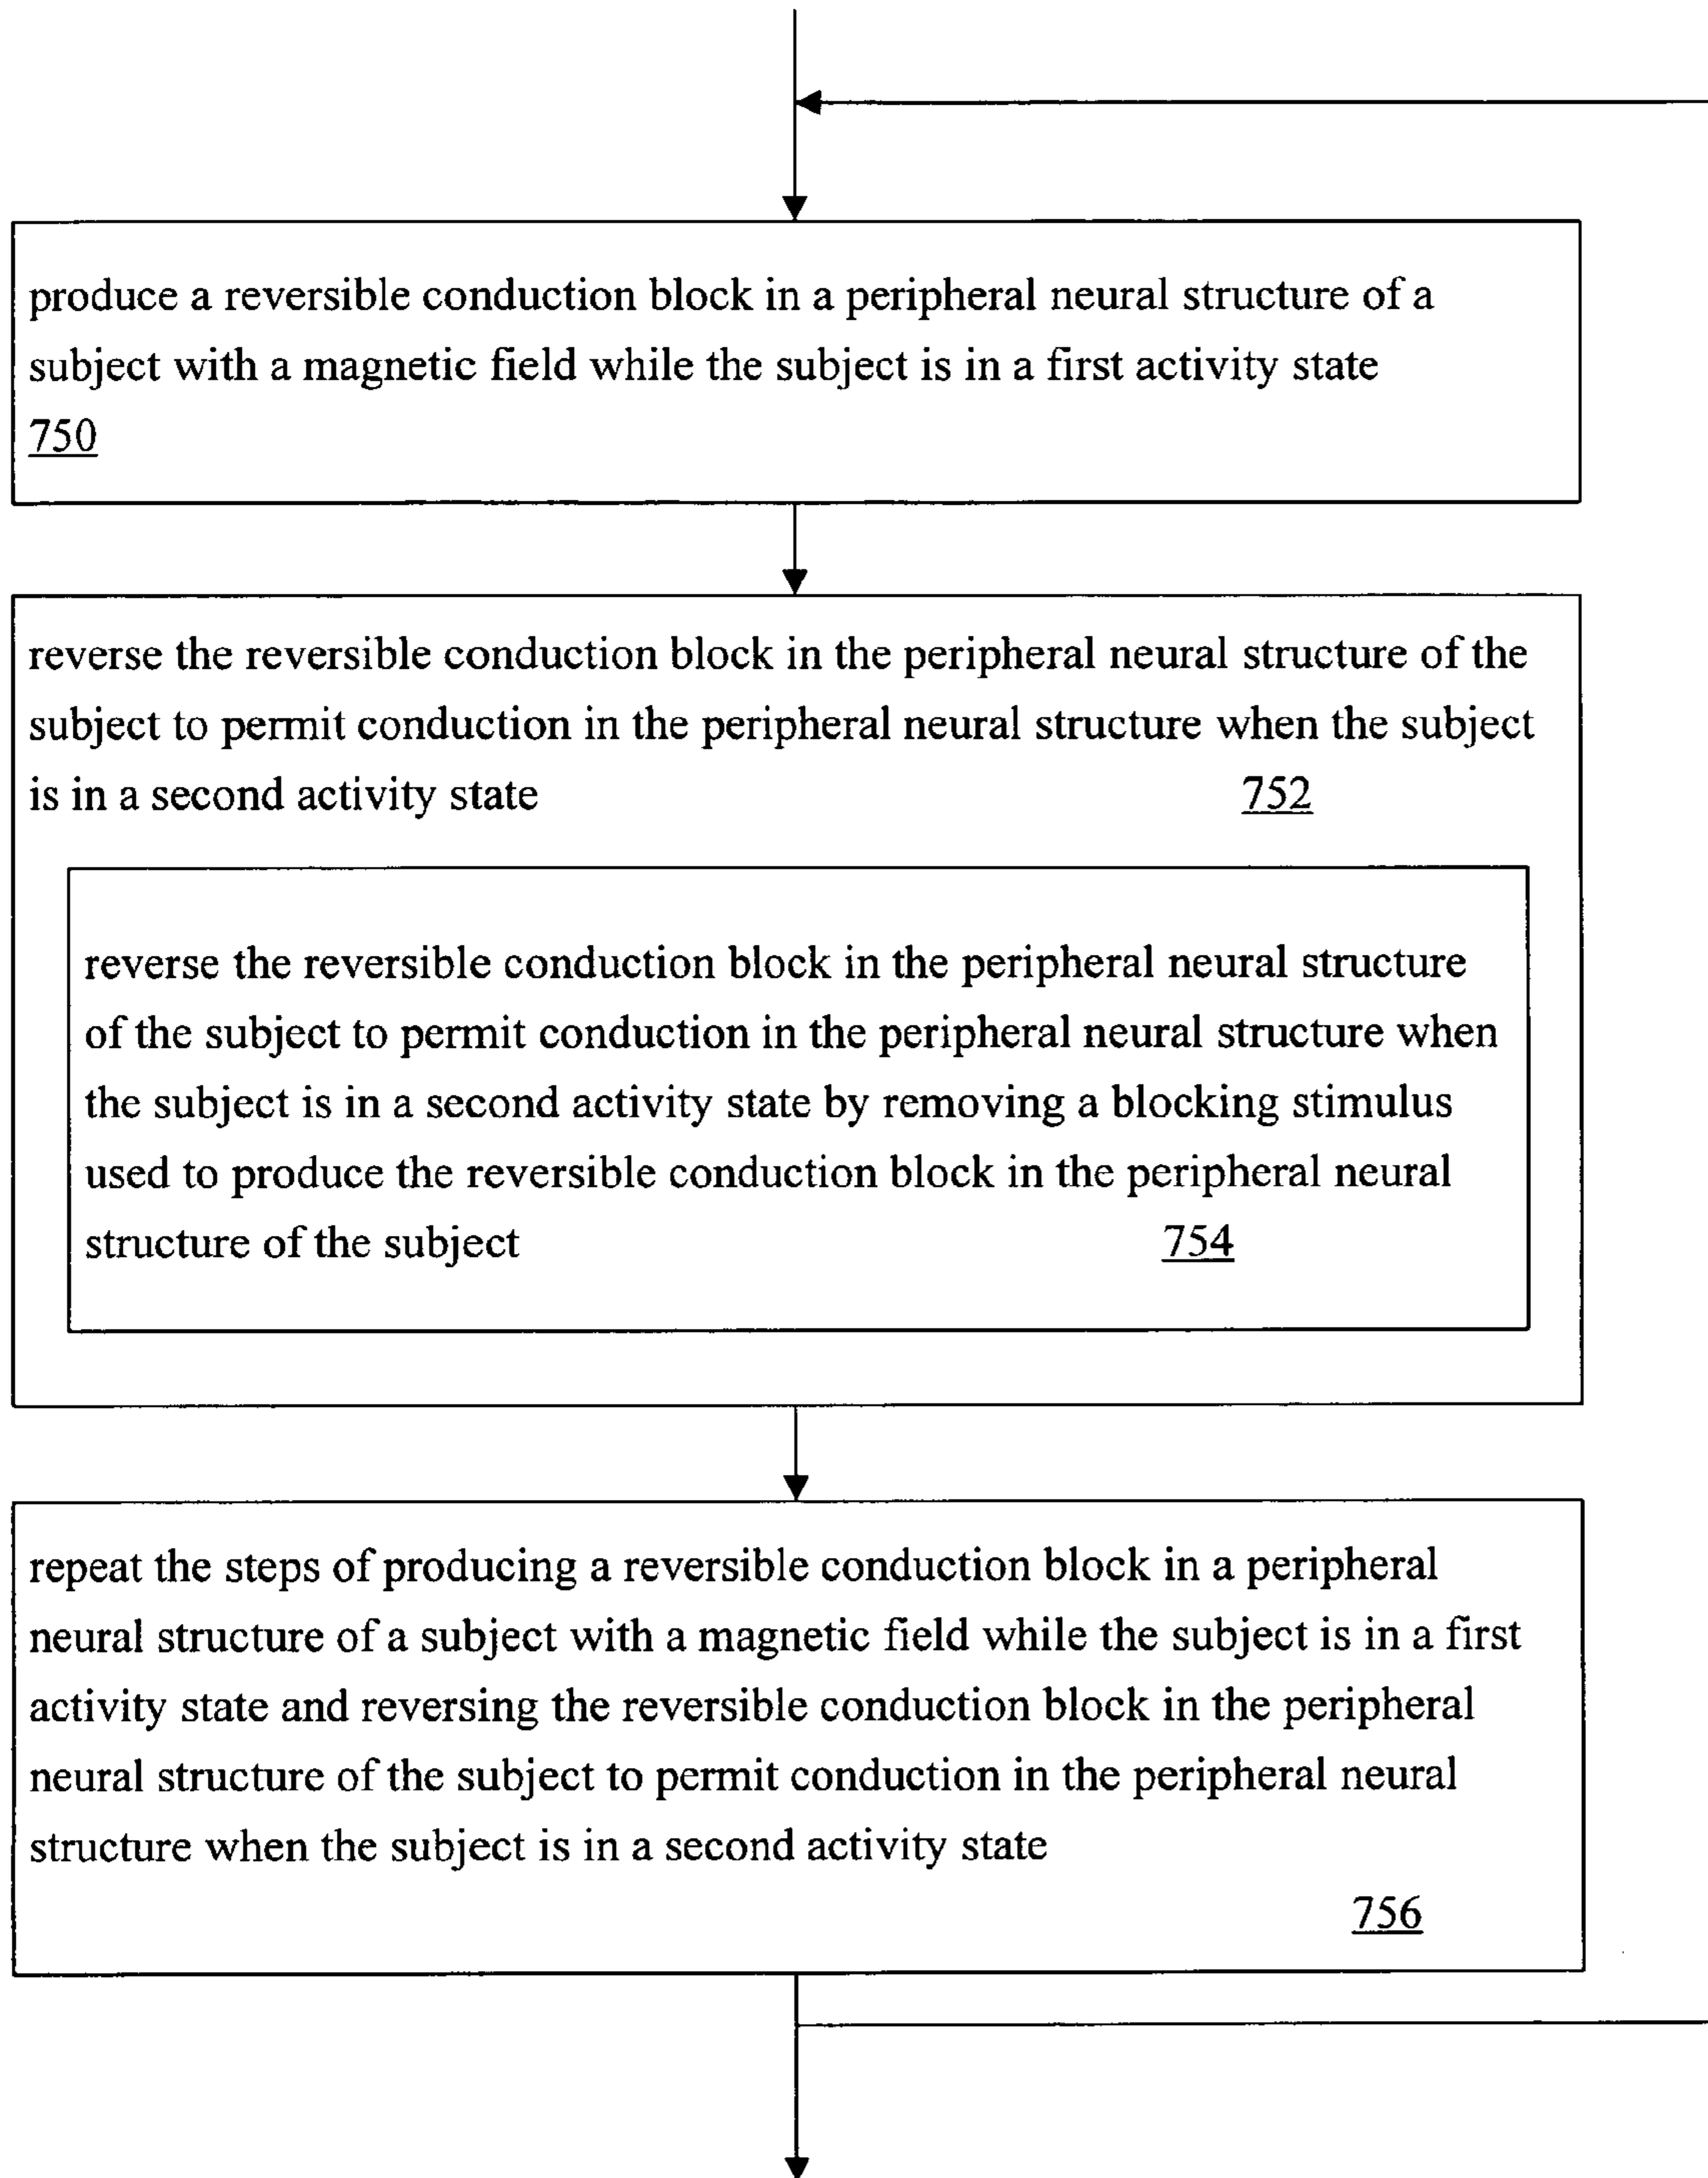 produce a reversible conduction block in a peripheral neural structure of a
subject with a magnetic field while the subject is in a first activity state
750
reverse the reversible conduction block in the peripheral neural structure of the
subject to permit conduction in the peripheral neural structure when the subject
is in a second activity state 752
reverse the reversible conduction block in the peripheral neural structure
of the subject to permit conduction in the peripheral neural structure when
the subject is in a second activity state by removing a blocking stimulus
used to produce the reversible conduction block in the peripheral neural
structure of the subject 754
repeat the steps of producing a reversible conduction block in a peripheral
neural structure of a subject with a magnetic field while the subject is in a first
activity state and reversing the reversible conduction block in the peripheral
neural structure of the subject to permit conduction in the peripheral neural
structure when the subject is in a second activity state
756